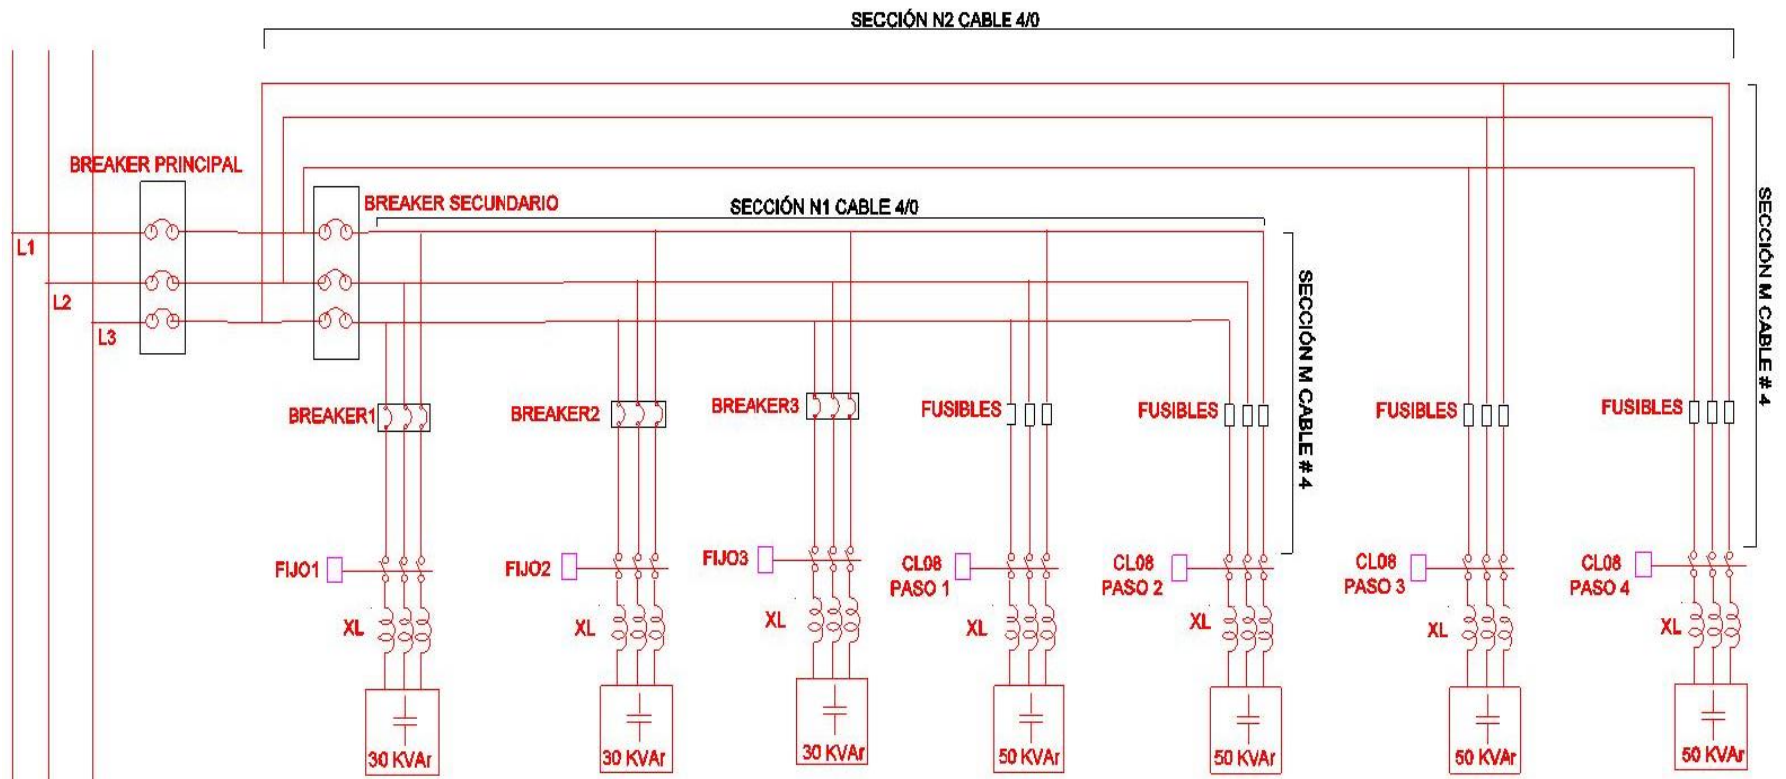 SECCIÓN N2 CABLE 4/0
BREAKER PRINCIPAL
BREAKER SECUNDARIO
SECCIÓN N1 CABLE 4/0
SECCIÓN M CABLE # 4
L1
L2
L3
SECCIÓN M CABLE # 4
BREAKER1
BREAKER2
BREAKER3
FUSIBLES
FUSIBLES
FUSIBLES
FUSIBLES
FIJO1
FIJO2
FIJO3
CL08
PASO 1
CL08
PASO 2
CL08
PASO 3
CL08
PASO 4
XL
XL
XL
XL
XL
XL
XL
30 KVAr
30 KVAr
30 KVAr
50 KVAr
50 KVAr
50 KVAr
50 KVAr